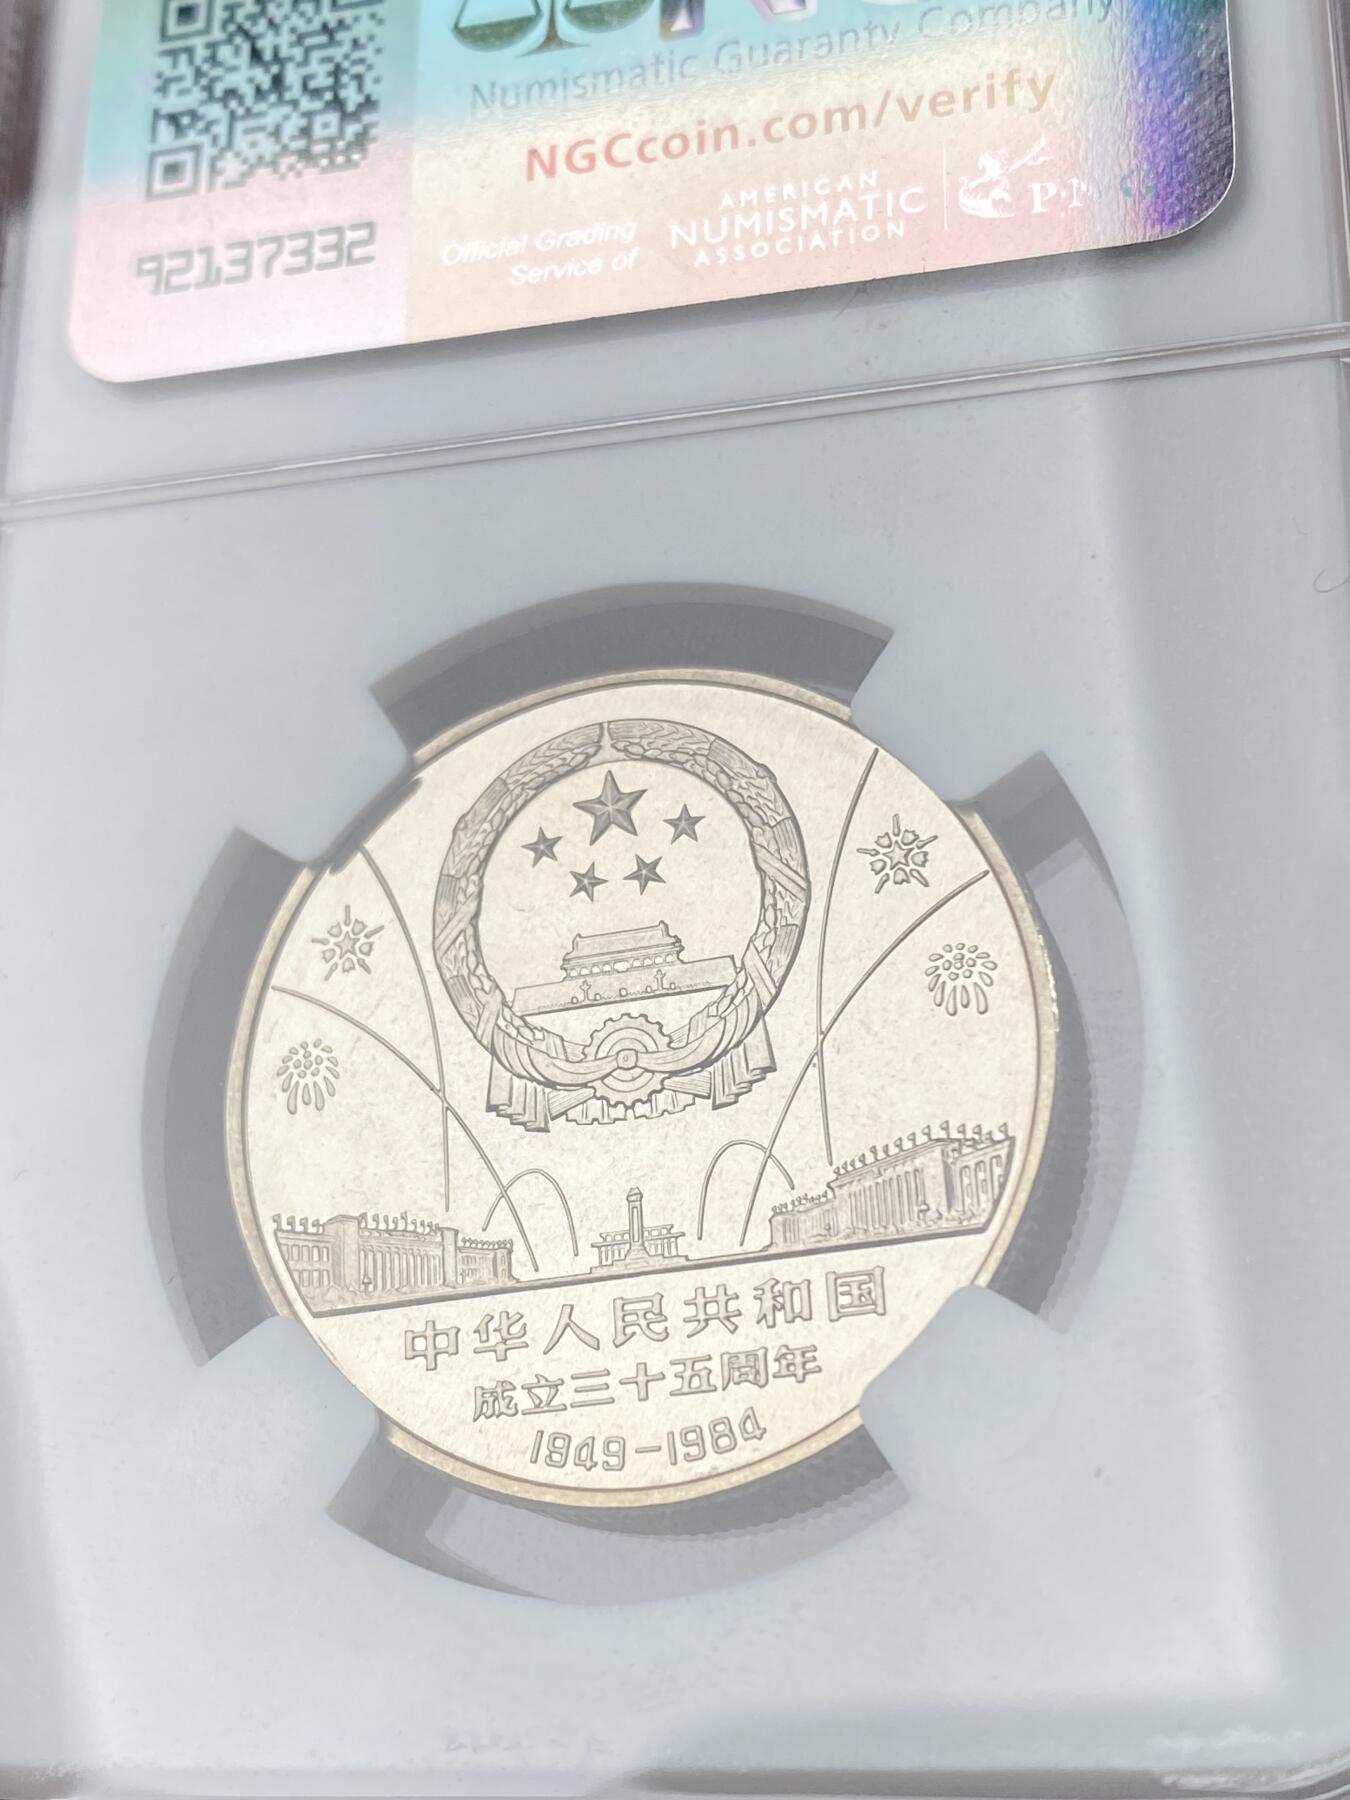 Numismatic Guaranty Company
NGCcoin.com/verify
92137332
Official Grading
Service of
AMERICAN
NUMISMATIC
ASSOCIATION
中华人民共和国
成立三十五周年
1949-1984